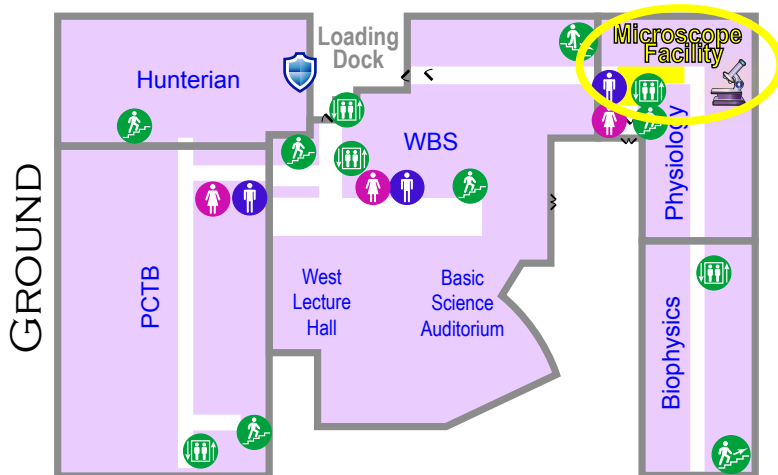 GROUND
Hunterian
Loading
Dock
Microscope
Facility
WBS
Physiology
PCTB
West
Lecture
Hall
Basic
Science
Auditorium
Biophysics